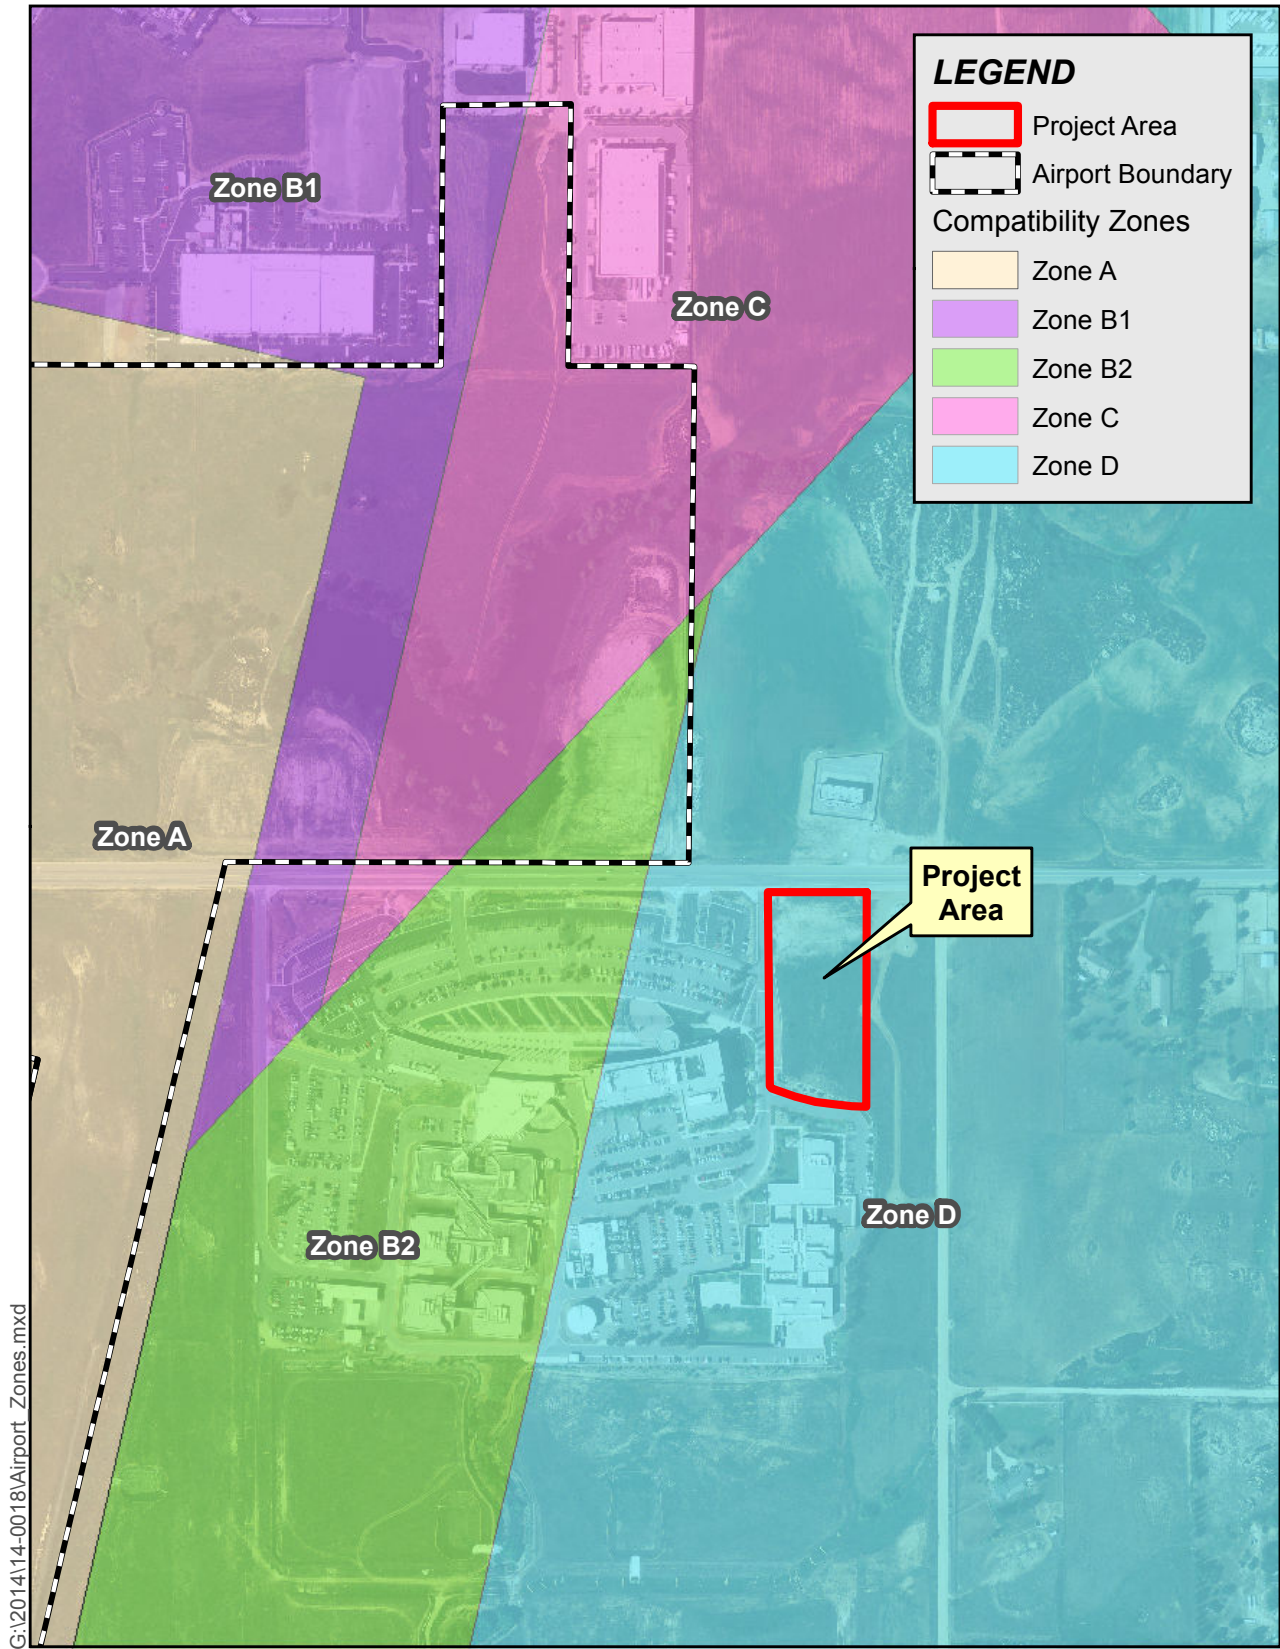 LEGEND
Project Area
Airport Boundary
Compatibility Zones
Zone A
Zone B1
Zone B2
Zone C
Zone D
Zone B1
Zone C
Zone A
Project
Area
Zone D
Zone B2
G:\2014\14-0018\Airport_Zones.mxd